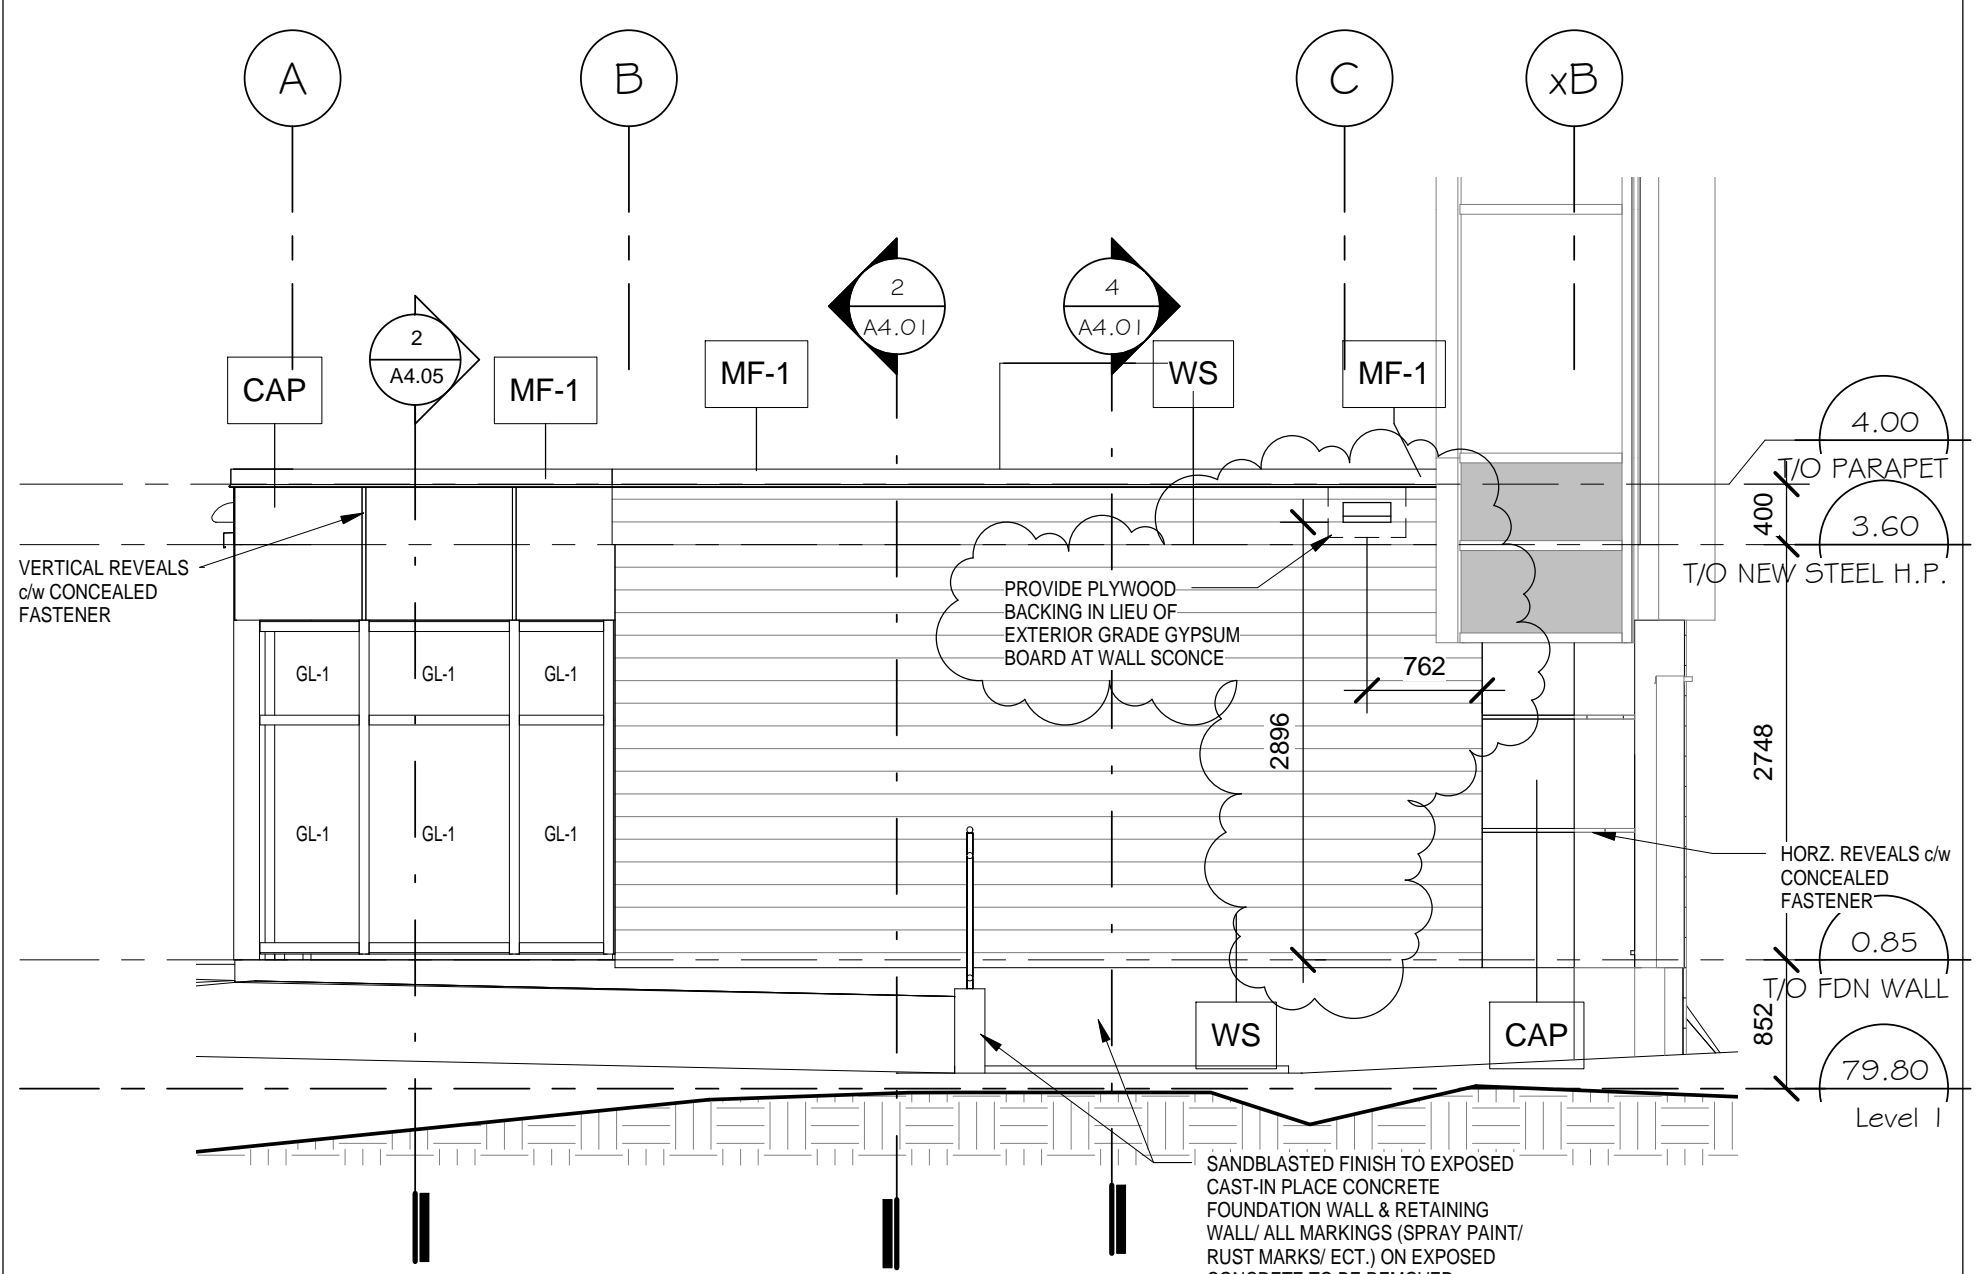 A
B
C
xB
2
A4.01
4
A4.01
2
A4.05
CAP
MF-1
MF-1
WS
MF-1
4.00
T/O PARAPET
400
3.60
T/O NEW STEEL H.P.
VERTICAL REVEALS
c/w CONCEALED
FASTENER
PROVIDE PLYWOOD
BACKING IN LIEU OF
EXTERIOR GRADE GYPSUM
BOARD AT WALL SCONCE
762
GL-1
GL-1
GL-1
2896
2748
GL-1
GL-1
GL-1
HORZ. REVEALS c/w
CONCEALED
FASTENER
0.85
T/O FDN WALL
852
WS
CAP
79.80
Level 1
SANDBLASTED FINISH TO EXPOSED
CAST-IN PLACE CONCRETE
FOUNDATION WALL & RETAINING
WALL/ ALL MARKINGS (SPRAY PAINT/
RUST MARKS/ ECT.) ON EXPOSED
CONCRETE TO BE REMOVED